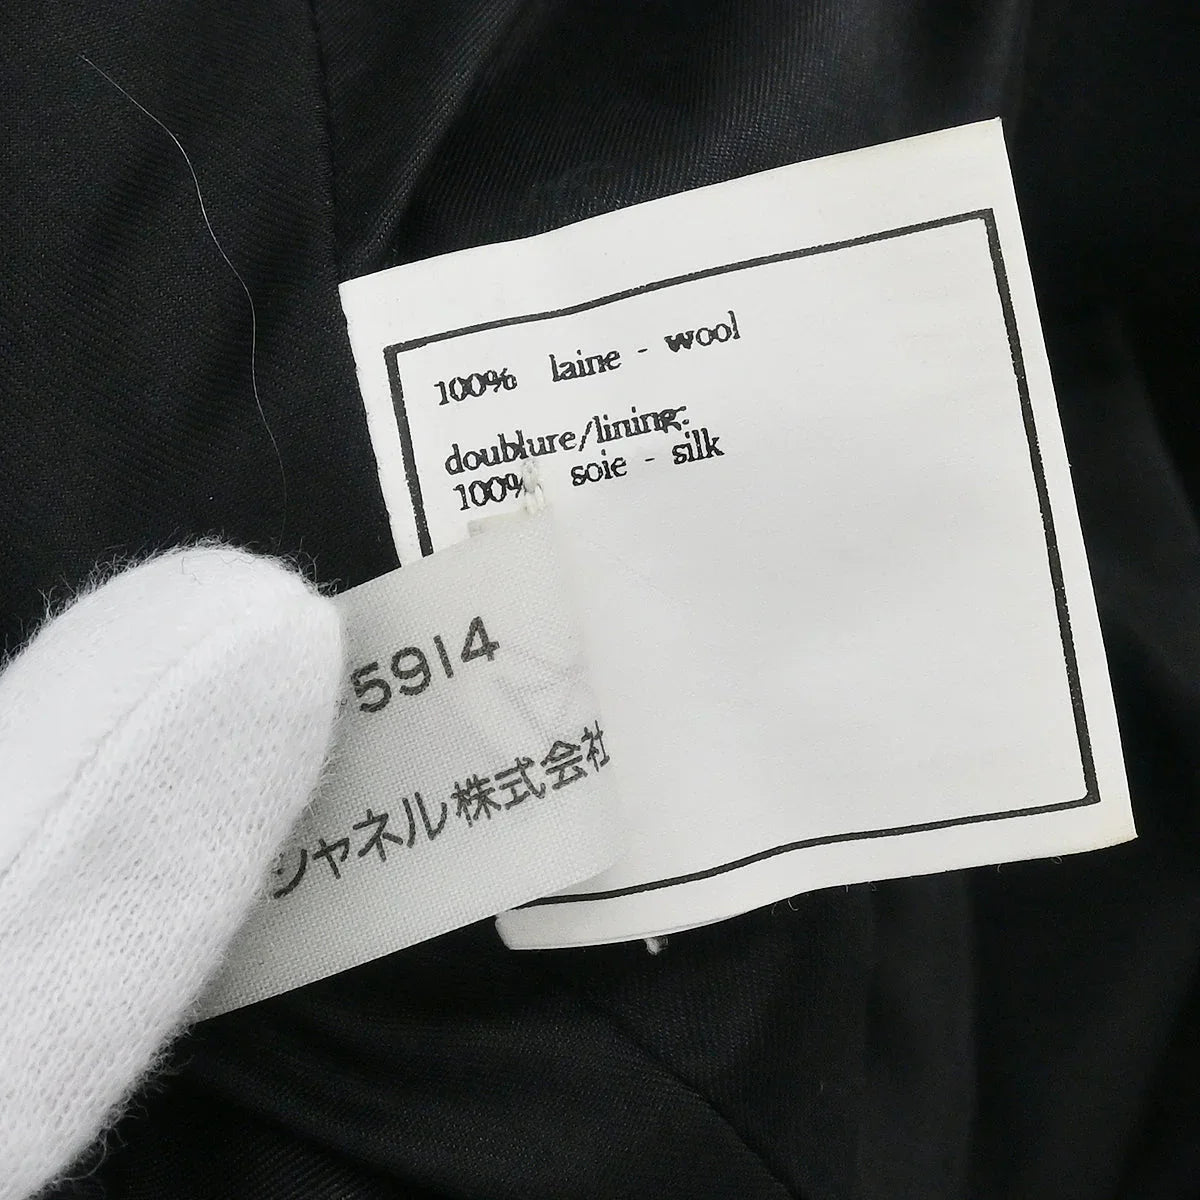 100% laine - wool
doublure/lining:
100% soie - silk
5914
シャネル株式会社